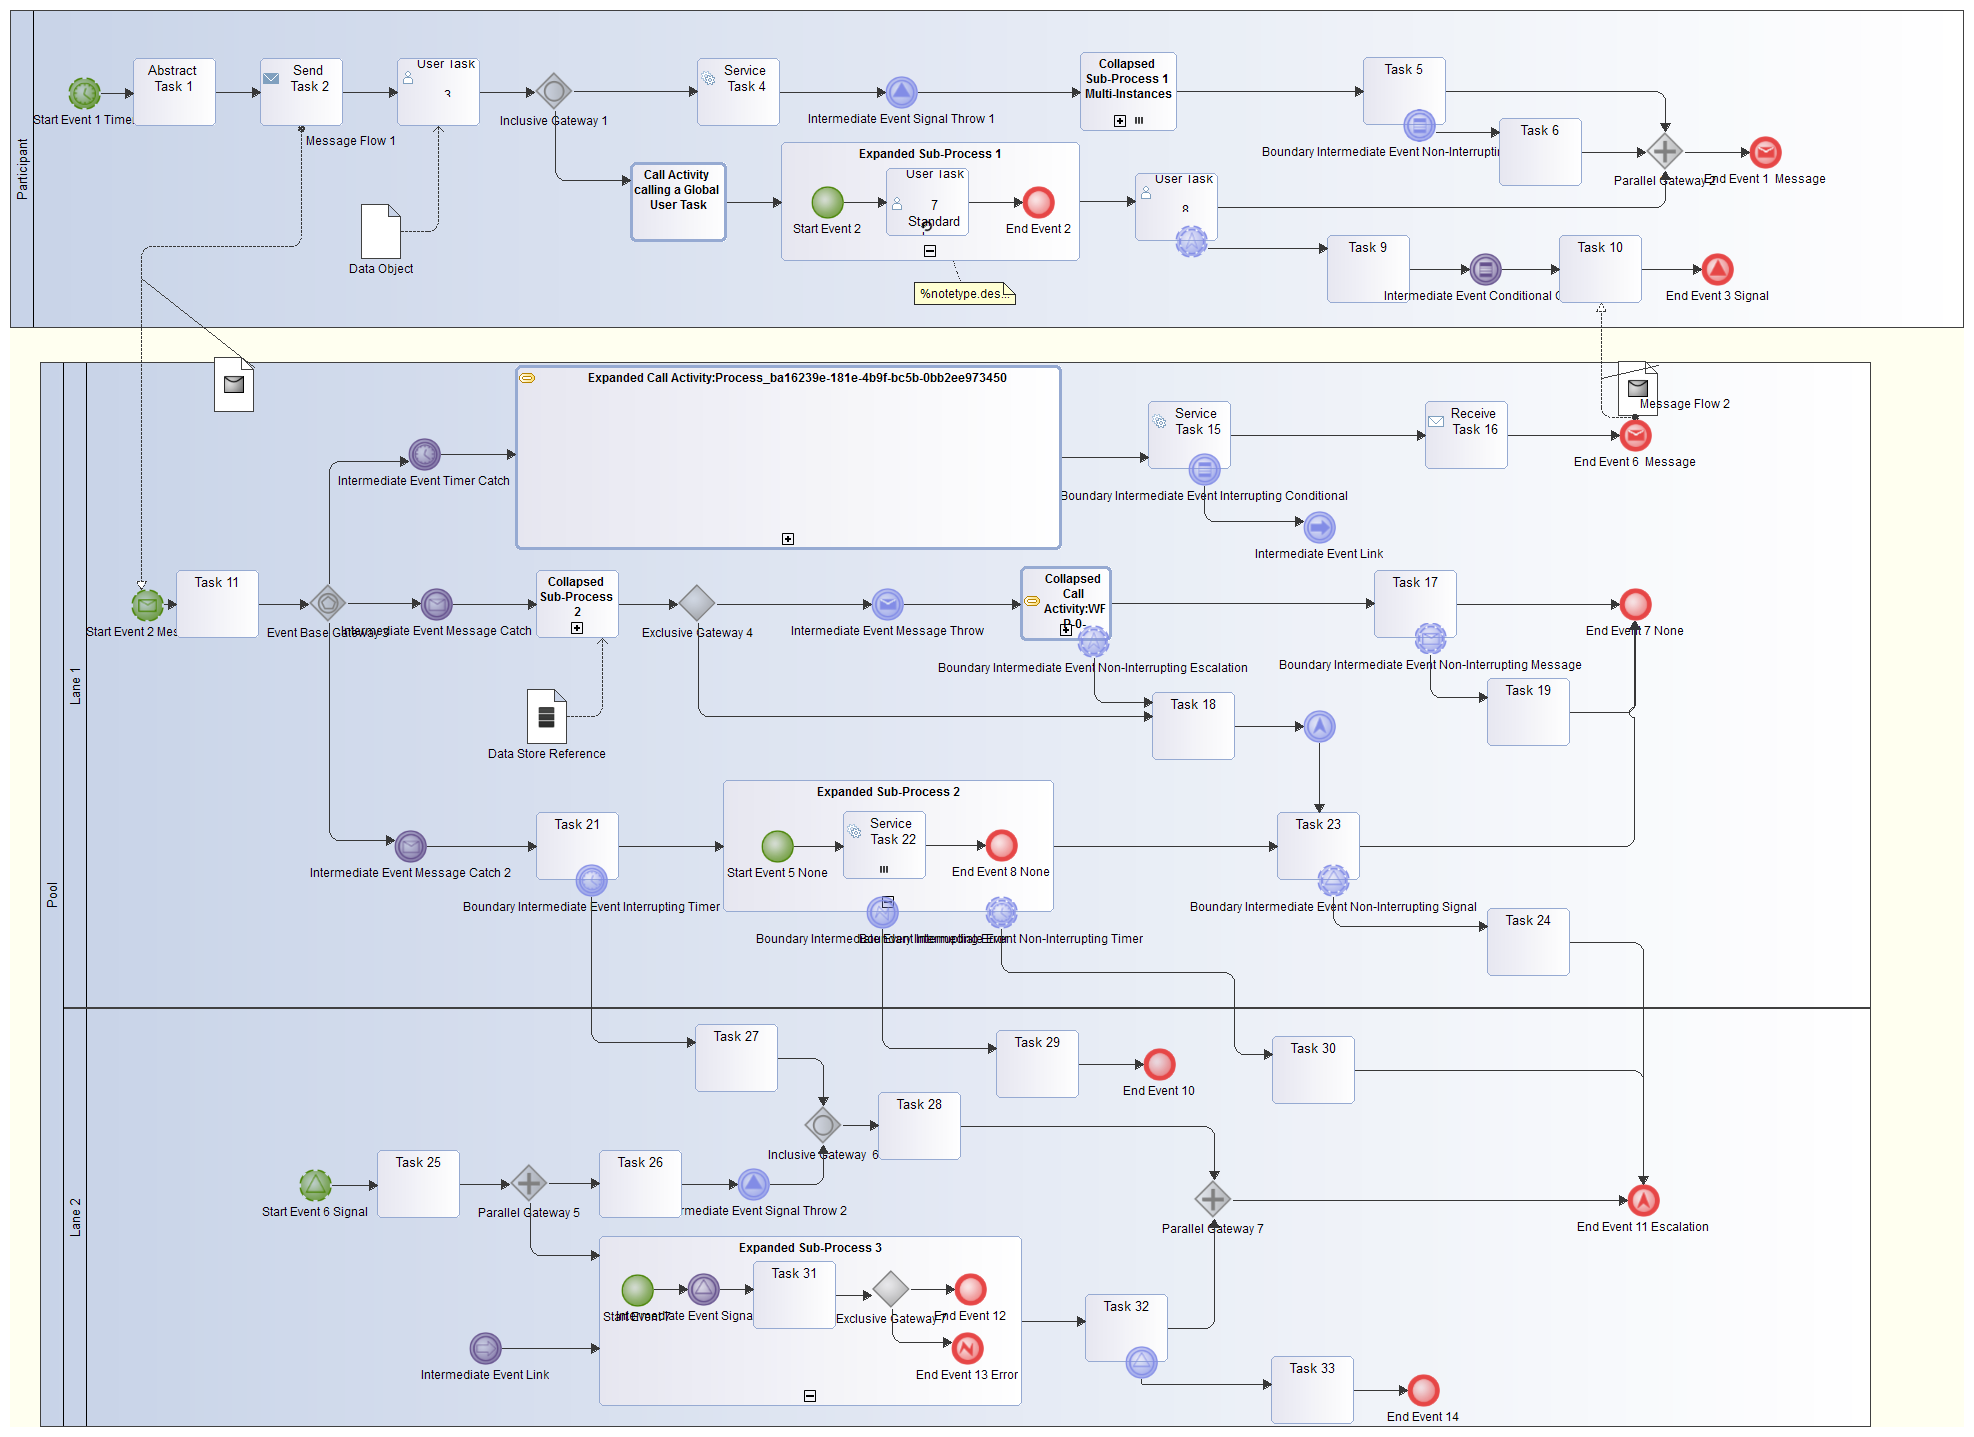 Participant
Start Event 1 Time
Abstract
Task 1
Send
Task 2
Message Flow 1
User Task
3
Data Object
Inclusive Gateway 1
Service
Task 4
Intermediate Event Signal Throw 1
Collapsed
Sub-Process 1
Multi-Instances
Task 5
Boundary Intermediate Event Non-Interrupti
Task 6
Parallel Gateway 2
End Event 1  Message
Call Activity
calling a Global
User Task
Expanded Sub-Process 1
Start Event 2
User Task
7
Standard
End Event 2
%notetype.des...
User Task
8
Task 9
Intermediate Event Conditional
Task 10
End Event 3 Signal
Pool
Lane 1
Expanded Call Activity:Process_ba16239e-181e-4b9f-bc5b-0bb2ee973450
Intermediate Event Timer Catch
Service
Task 15
Boundary Intermediate Event Interrupting Conditional
Intermediate Event Link
Receive
Task 16
Message Flow 2
End Event 6  Message
Start Event 2 Mes
Task 11
Event Base Gateway 3
Intermediate Event Message Catch
Collapsed
Sub-Process
2
Data Store Reference
Exclusive Gateway 4
Intermediate Event Message Throw
Collapsed
Call
Activity:WF
P-0-
Boundary Intermediate Event Non-Interrupting Escalation
Task 17
Boundary Intermediate Event Non-Interrupting Message
End Event 7 None
Task 18
Task 19
Intermediate Event Message Catch 2
Task 21
Boundary Intermediate Event Interrupting Timer
Expanded Sub-Process 2
Start Event 5 None
Service
Task 22
End Event 8 None
Boundary Intermediate Event Interrupting Error
Boundary Intermediate Event Non-Interrupting Timer
Task 23
Boundary Intermediate Event Non-Interrupting Signal
Task 24
Lane 2
Task 27
Task 29
End Event 10
Task 30
Inclusive Gateway  6
Task 28
Start Event 6 Signal
Task 25
Parallel Gateway 5
Task 26
rmediate Event Signal Throw 2
Parallel Gateway 7
End Event 11 Escalation
Expanded Sub-Process 3
Start Event 7
Intermediate Event Signa
Task 31
Exclusive Gateway 7
End Event 12
End Event 13 Error
Intermediate Event Link
Task 32
Task 33
End Event 14